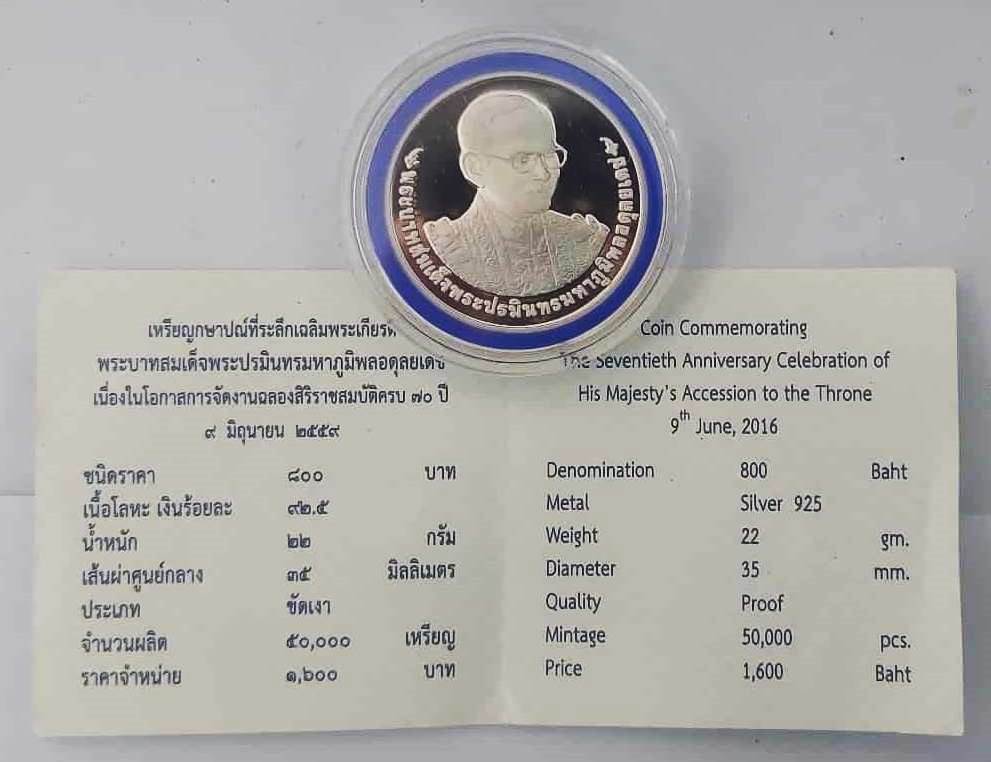 พระบาทสมเด็จพระปรมินทรมหาภูมิพลอดุลยเดช
เหรียญกษาปณ์ที่ระลึกเฉลิมพระเกียรติ
พระบาทสมเด็จพระปรมินทรมหาภูมิพลอดุลยเดช
เนื่องในโอกาสการจัดงานฉลองสิริราชสมบัติครบ ๗๐ ปี
๙ มิถุนายน ๒๕๕๙
ชนิดราคา ๘๐๐ บาท
เนื้อโลหะ เงินร้อยละ ๙๒.๕
น้ำหนัก ๒๒ กรัม
เส้นผ่าศูนย์กลาง ๓๕ มิลลิเมตร
ประเภท ขัดเงา
จำนวนผลิต ๕๐,๐๐๐ เหรียญ
ราคาจำหน่าย ๑,๖๐๐ บาท
Coin Commemorating
The Seventieth Anniversary Celebration of
His Majesty's Accession to the Throne
9th June, 2016
Denomination 800 Baht
Metal Silver 925
Weight 22 gm.
Diameter 35 mm.
Quality Proof
Mintage 50,000 pcs.
Price 1,600 Baht